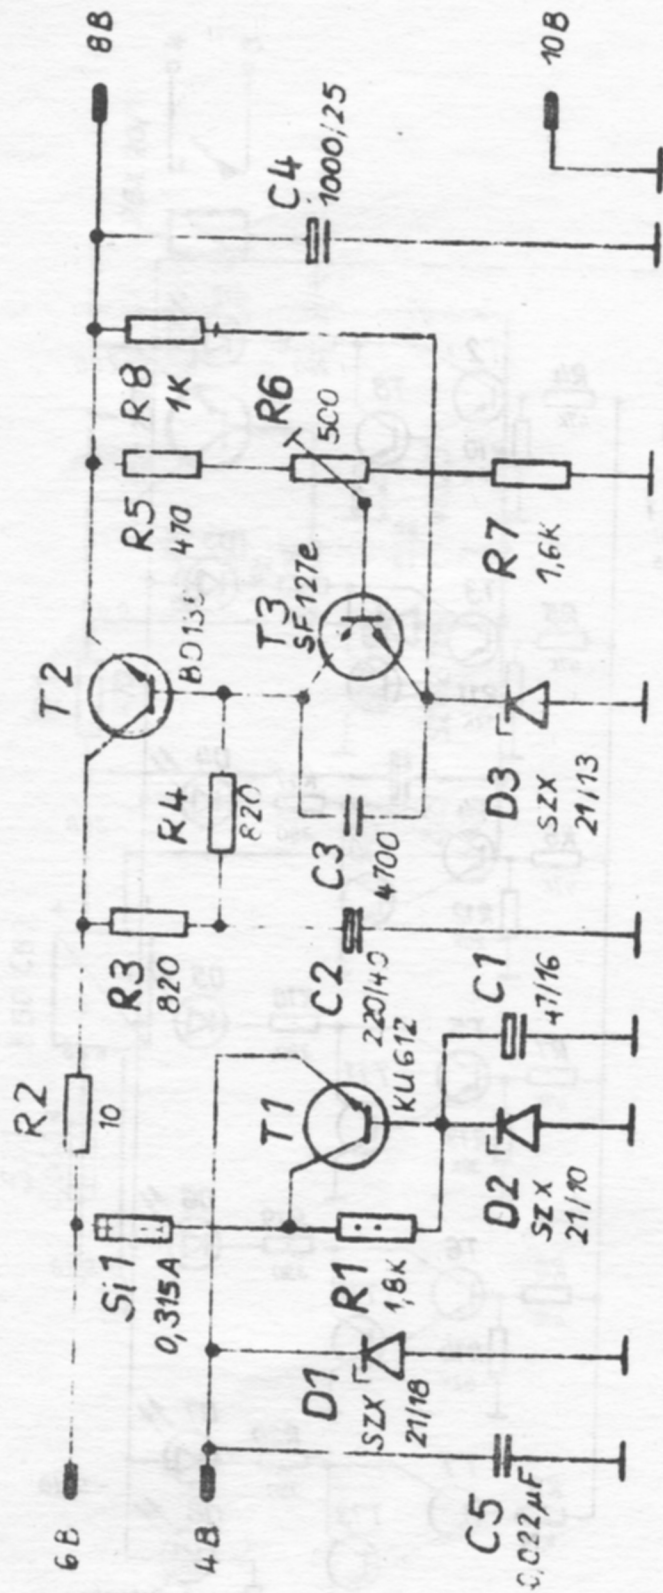 6B
4B
8B
10B
Si1
0,315A
R2
10
D1
SZX
21/18
C5
0,022µF
R1
1,8K
T1
KU612
D2
SZX
21/10
C1
47/16
R3
820
C2
220/40
R4
820
C3
4700
T2
T3
SF127e
D3
SZX
21/13
R5
470
R8
1K
R6
500
R7
1,6K
C4
1000/25